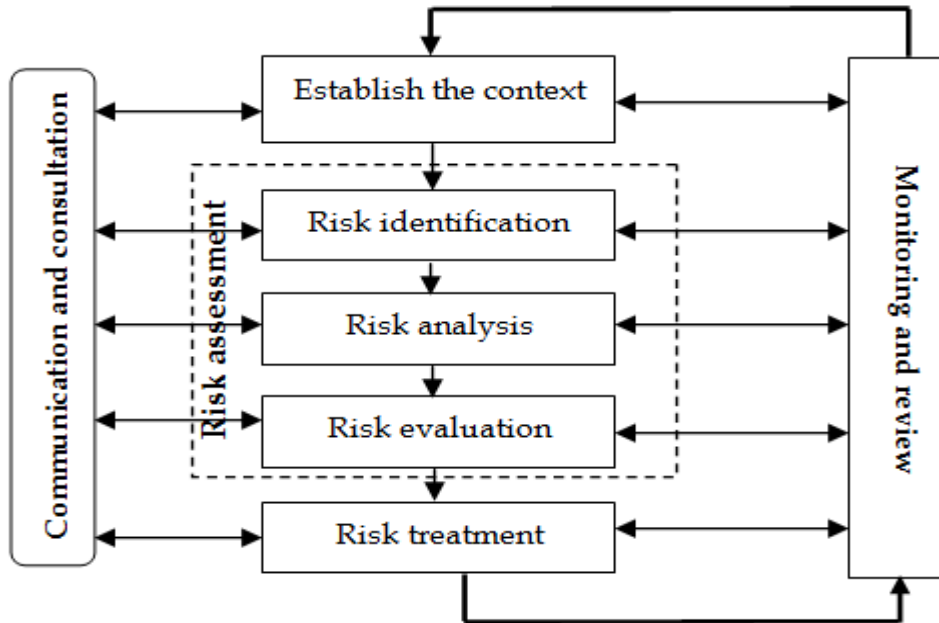 Communication and consultation
Establish the context
Risk assessment
Risk identification
Risk analysis
Risk evaluation
Risk treatment
Monitoring and review